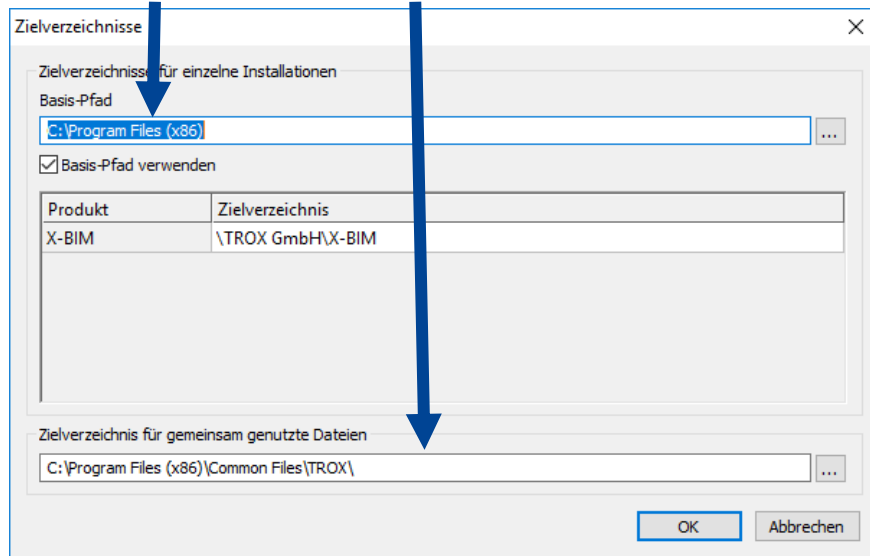 Zielverzeichnisse
Zielverzeichnisse für einzelne Installationen
Basis-Pfad
C:\Program Files (x86)
...
Basis-Pfad verwenden
Produkt Zielverzeichnis
X-BIM \TROX GmbH\X-BIM
Zielverzeichnis für gemeinsam genutzte Dateien
C:\Program Files (x86)\Common Files\TROX\
...
OK Abbrechen